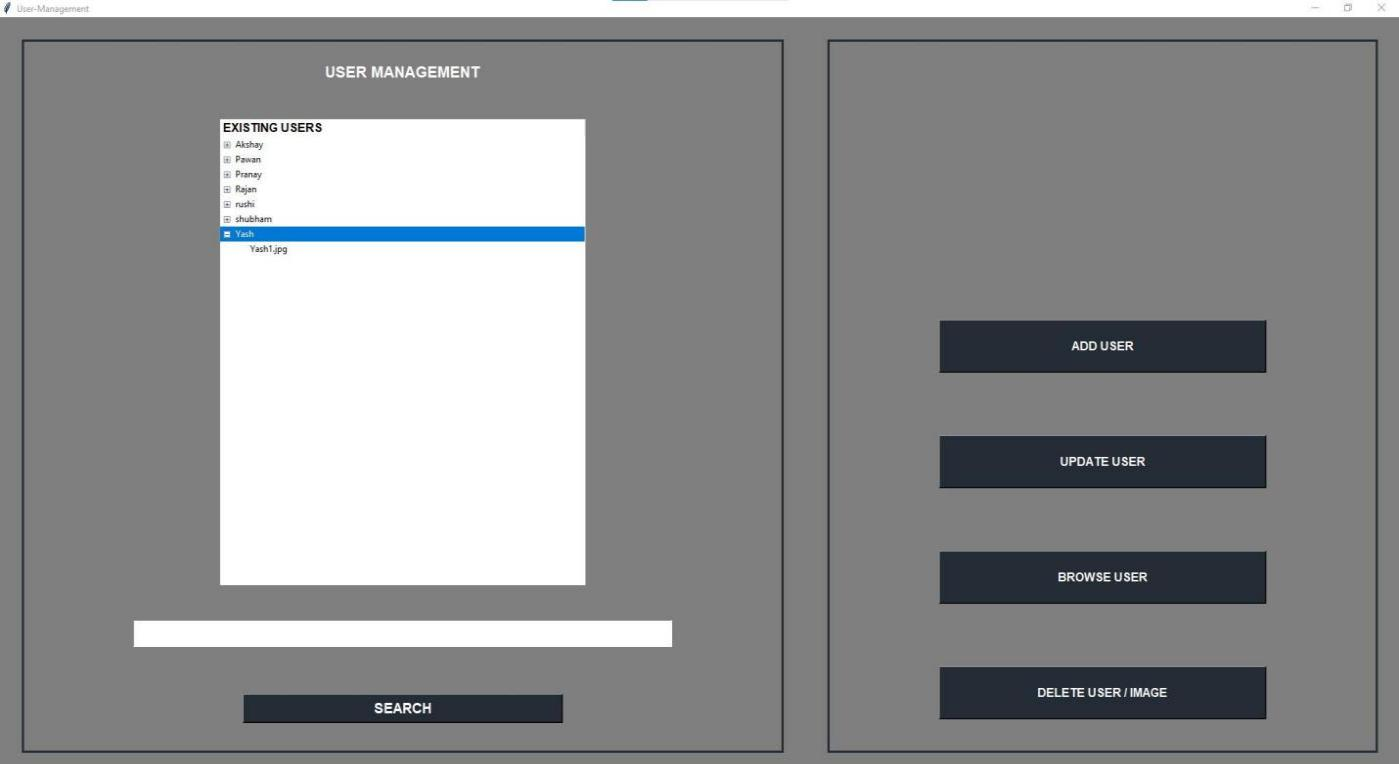 User-Management
USER MANAGEMENT
EXISTING USERS
Akshay
Pawan
Pranay
Rajan
rushi
shubham
Yash
Yash1.jpg
SEARCH
ADD USER
UPDATE USER
BROWSE USER
DELETE USER / IMAGE